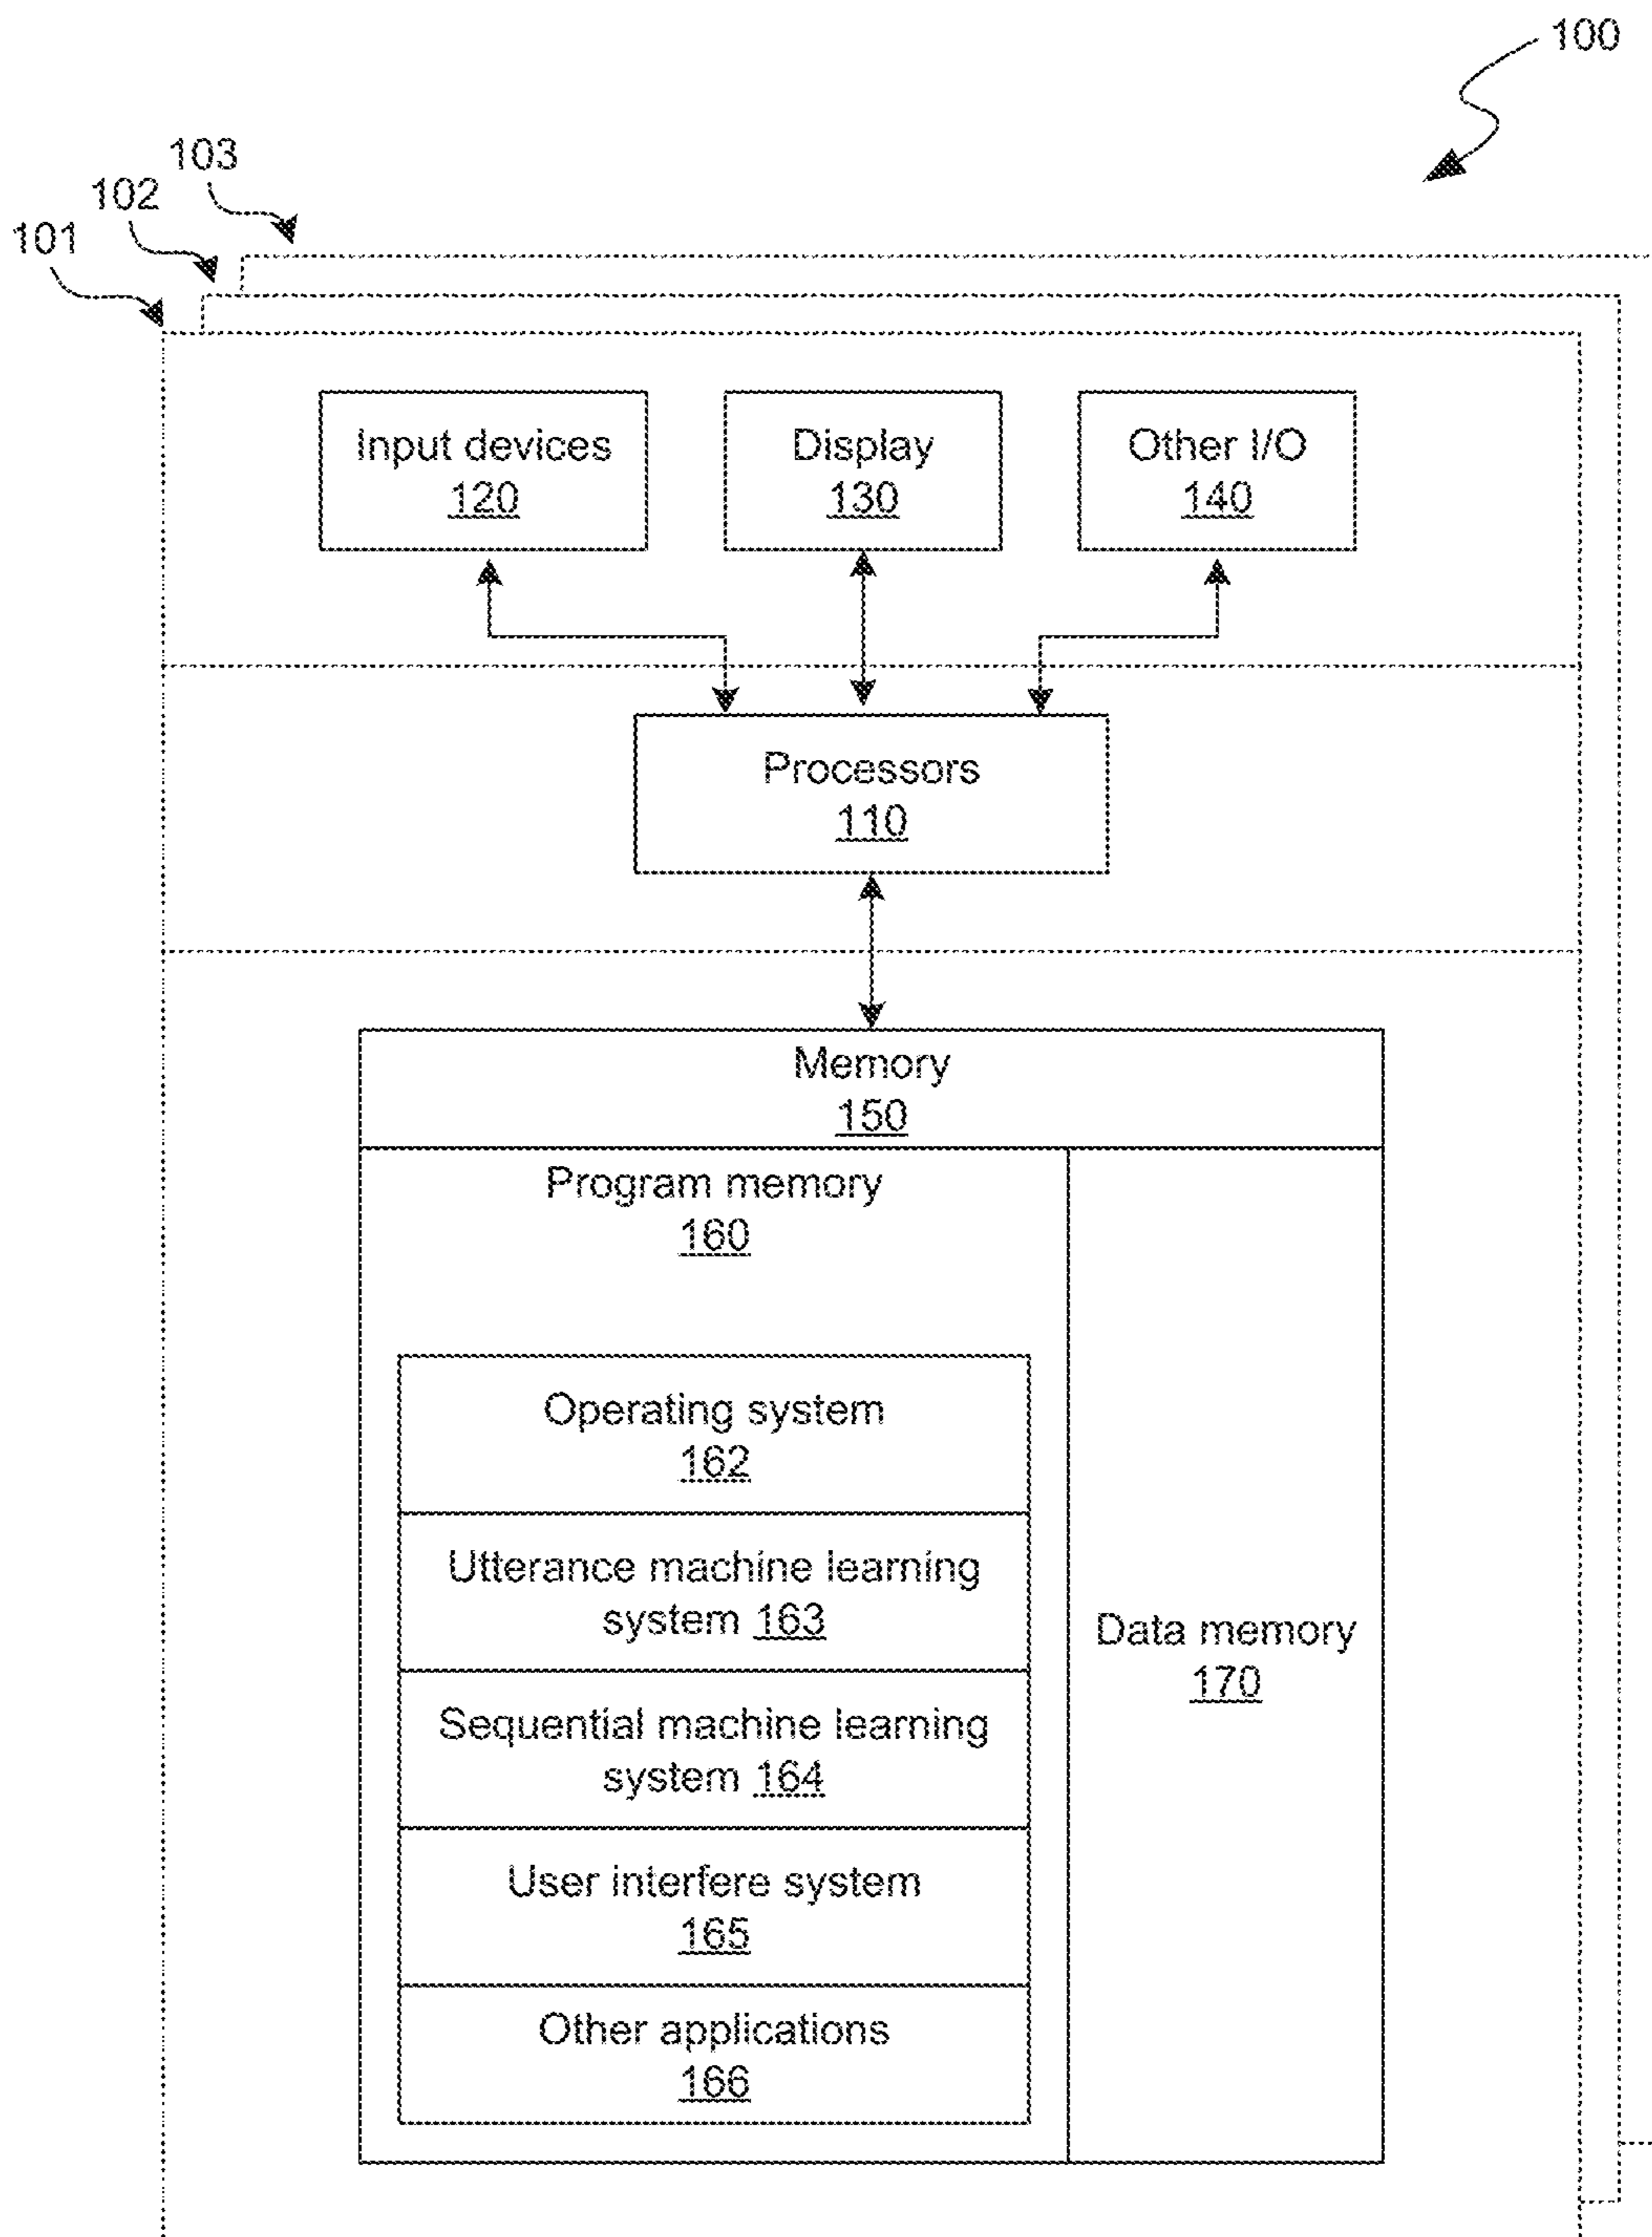 100
103
102
101
Input devices
120
Display
130
Other I/O
140
Processors
110
Memory
150
Program memory
160
Operating system
162
Utterance machine learning
system 163
Sequential machine learning
system 164
User interfere system
165
Other applications
166
Data memory
170